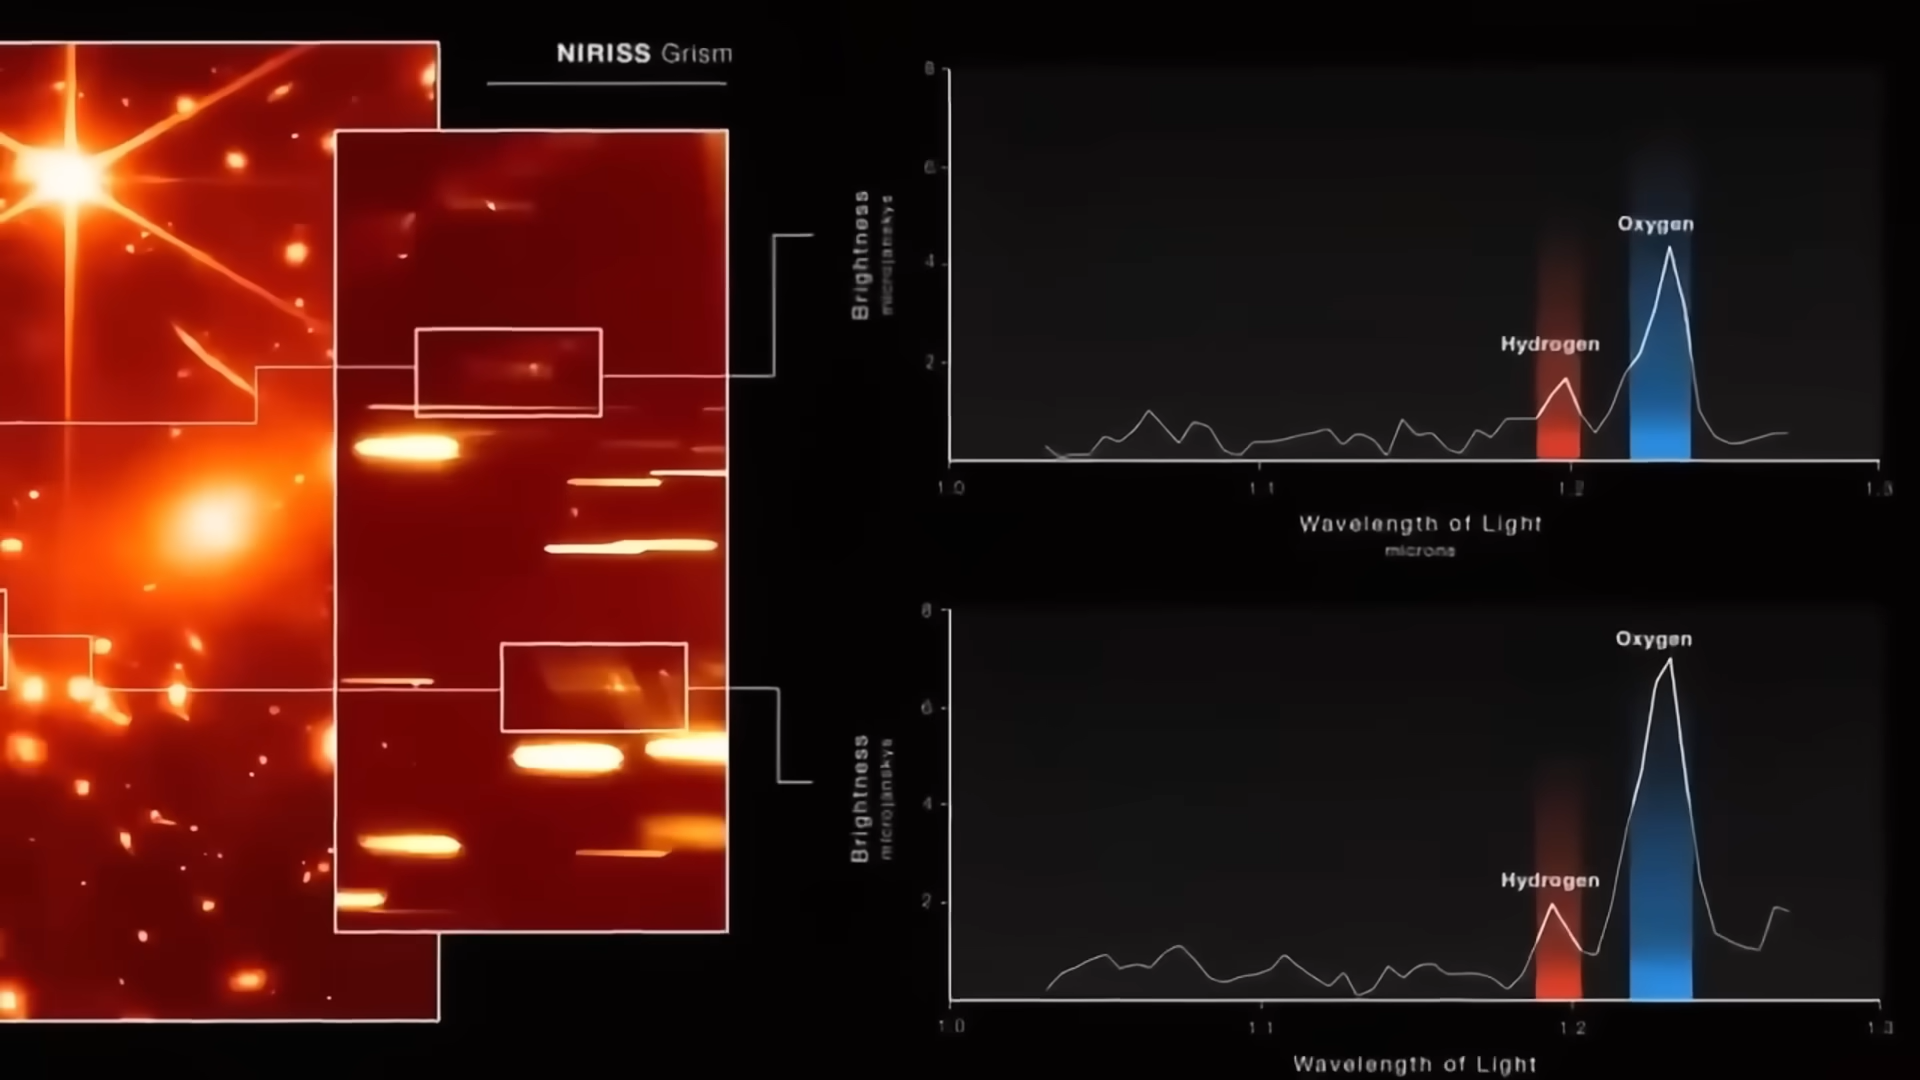 NIRISS Grism
Brightness
microjanskys
8
6
4
2
Oxygen
Hydrogen
1.0
1.1
1.2
1.3
Wavelength of Light
microns
Brightness
microjanskys
8
6
4
2
Oxygen
Hydrogen
1.0
1.1
1.2
1.3
Wavelength of Light